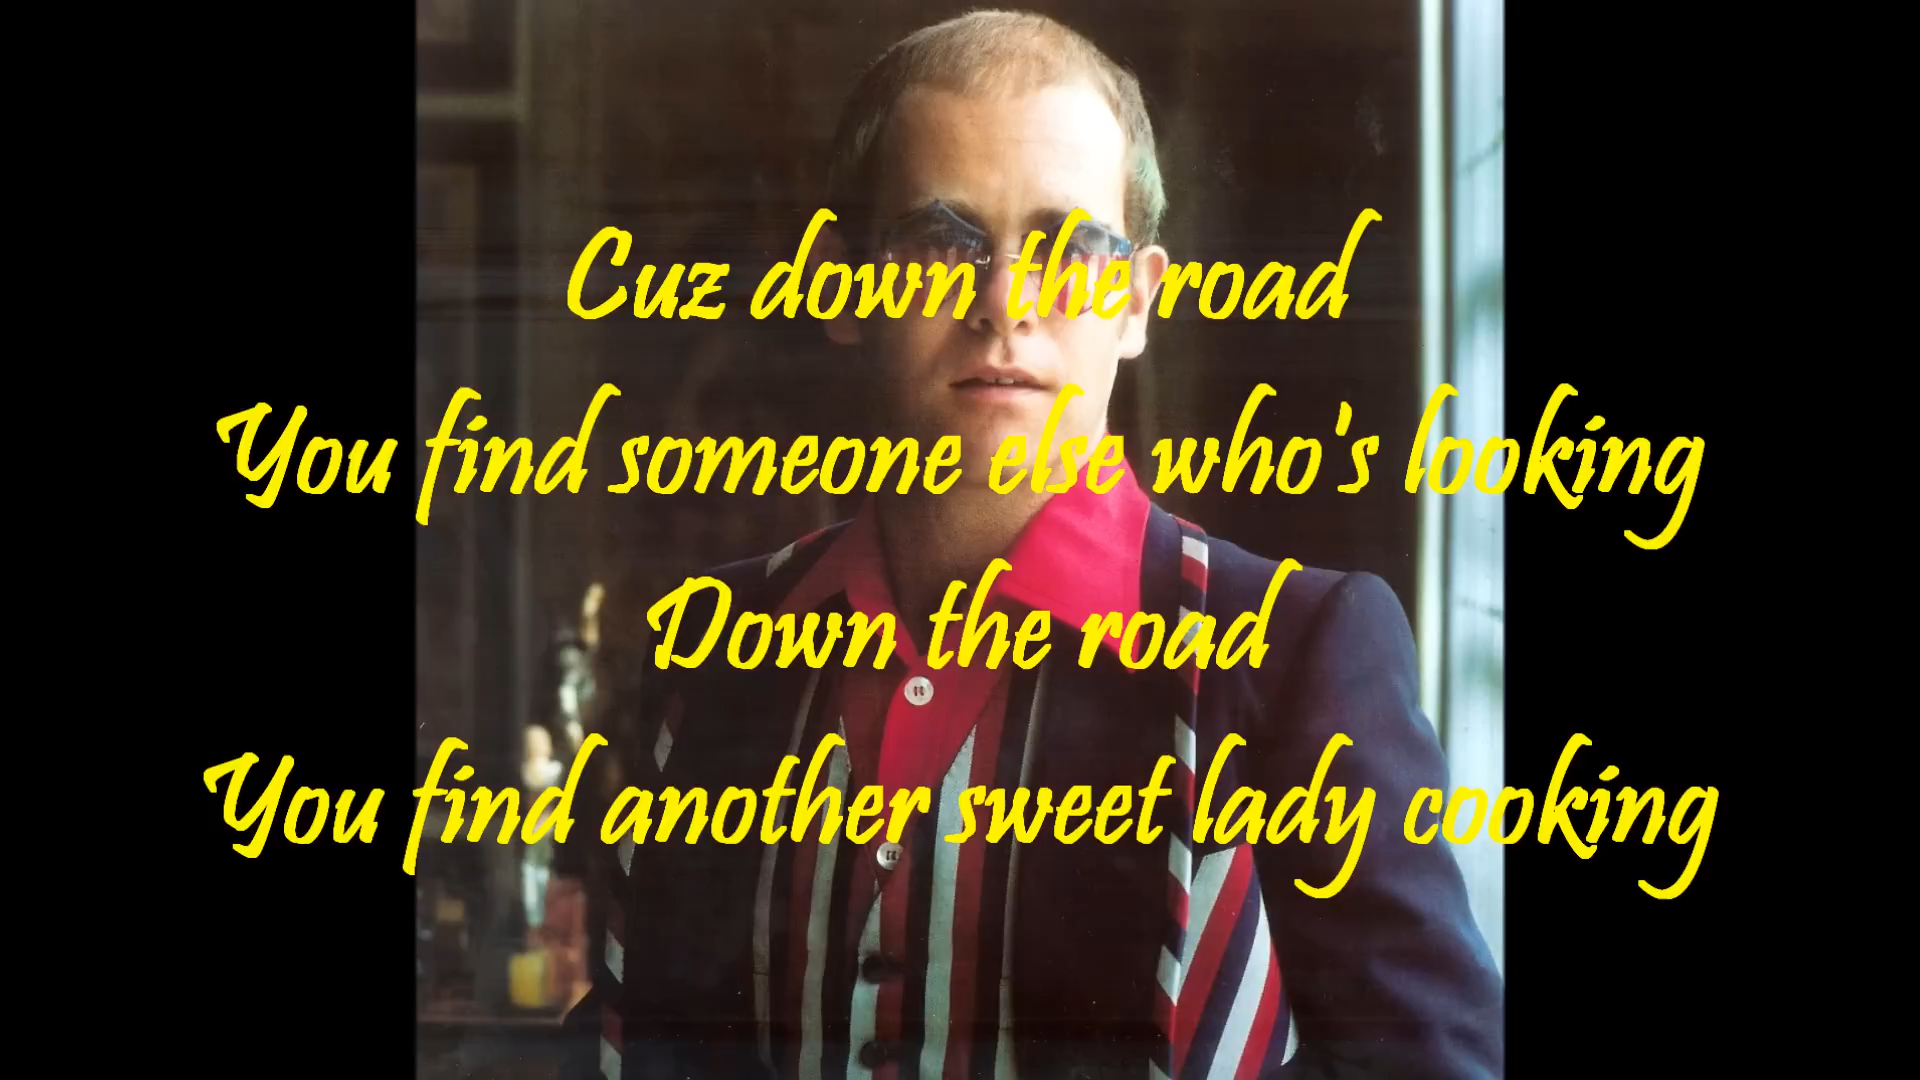 Cuz down the road
You find someone else who's looking
Down the road
You find another sweet lady cooking